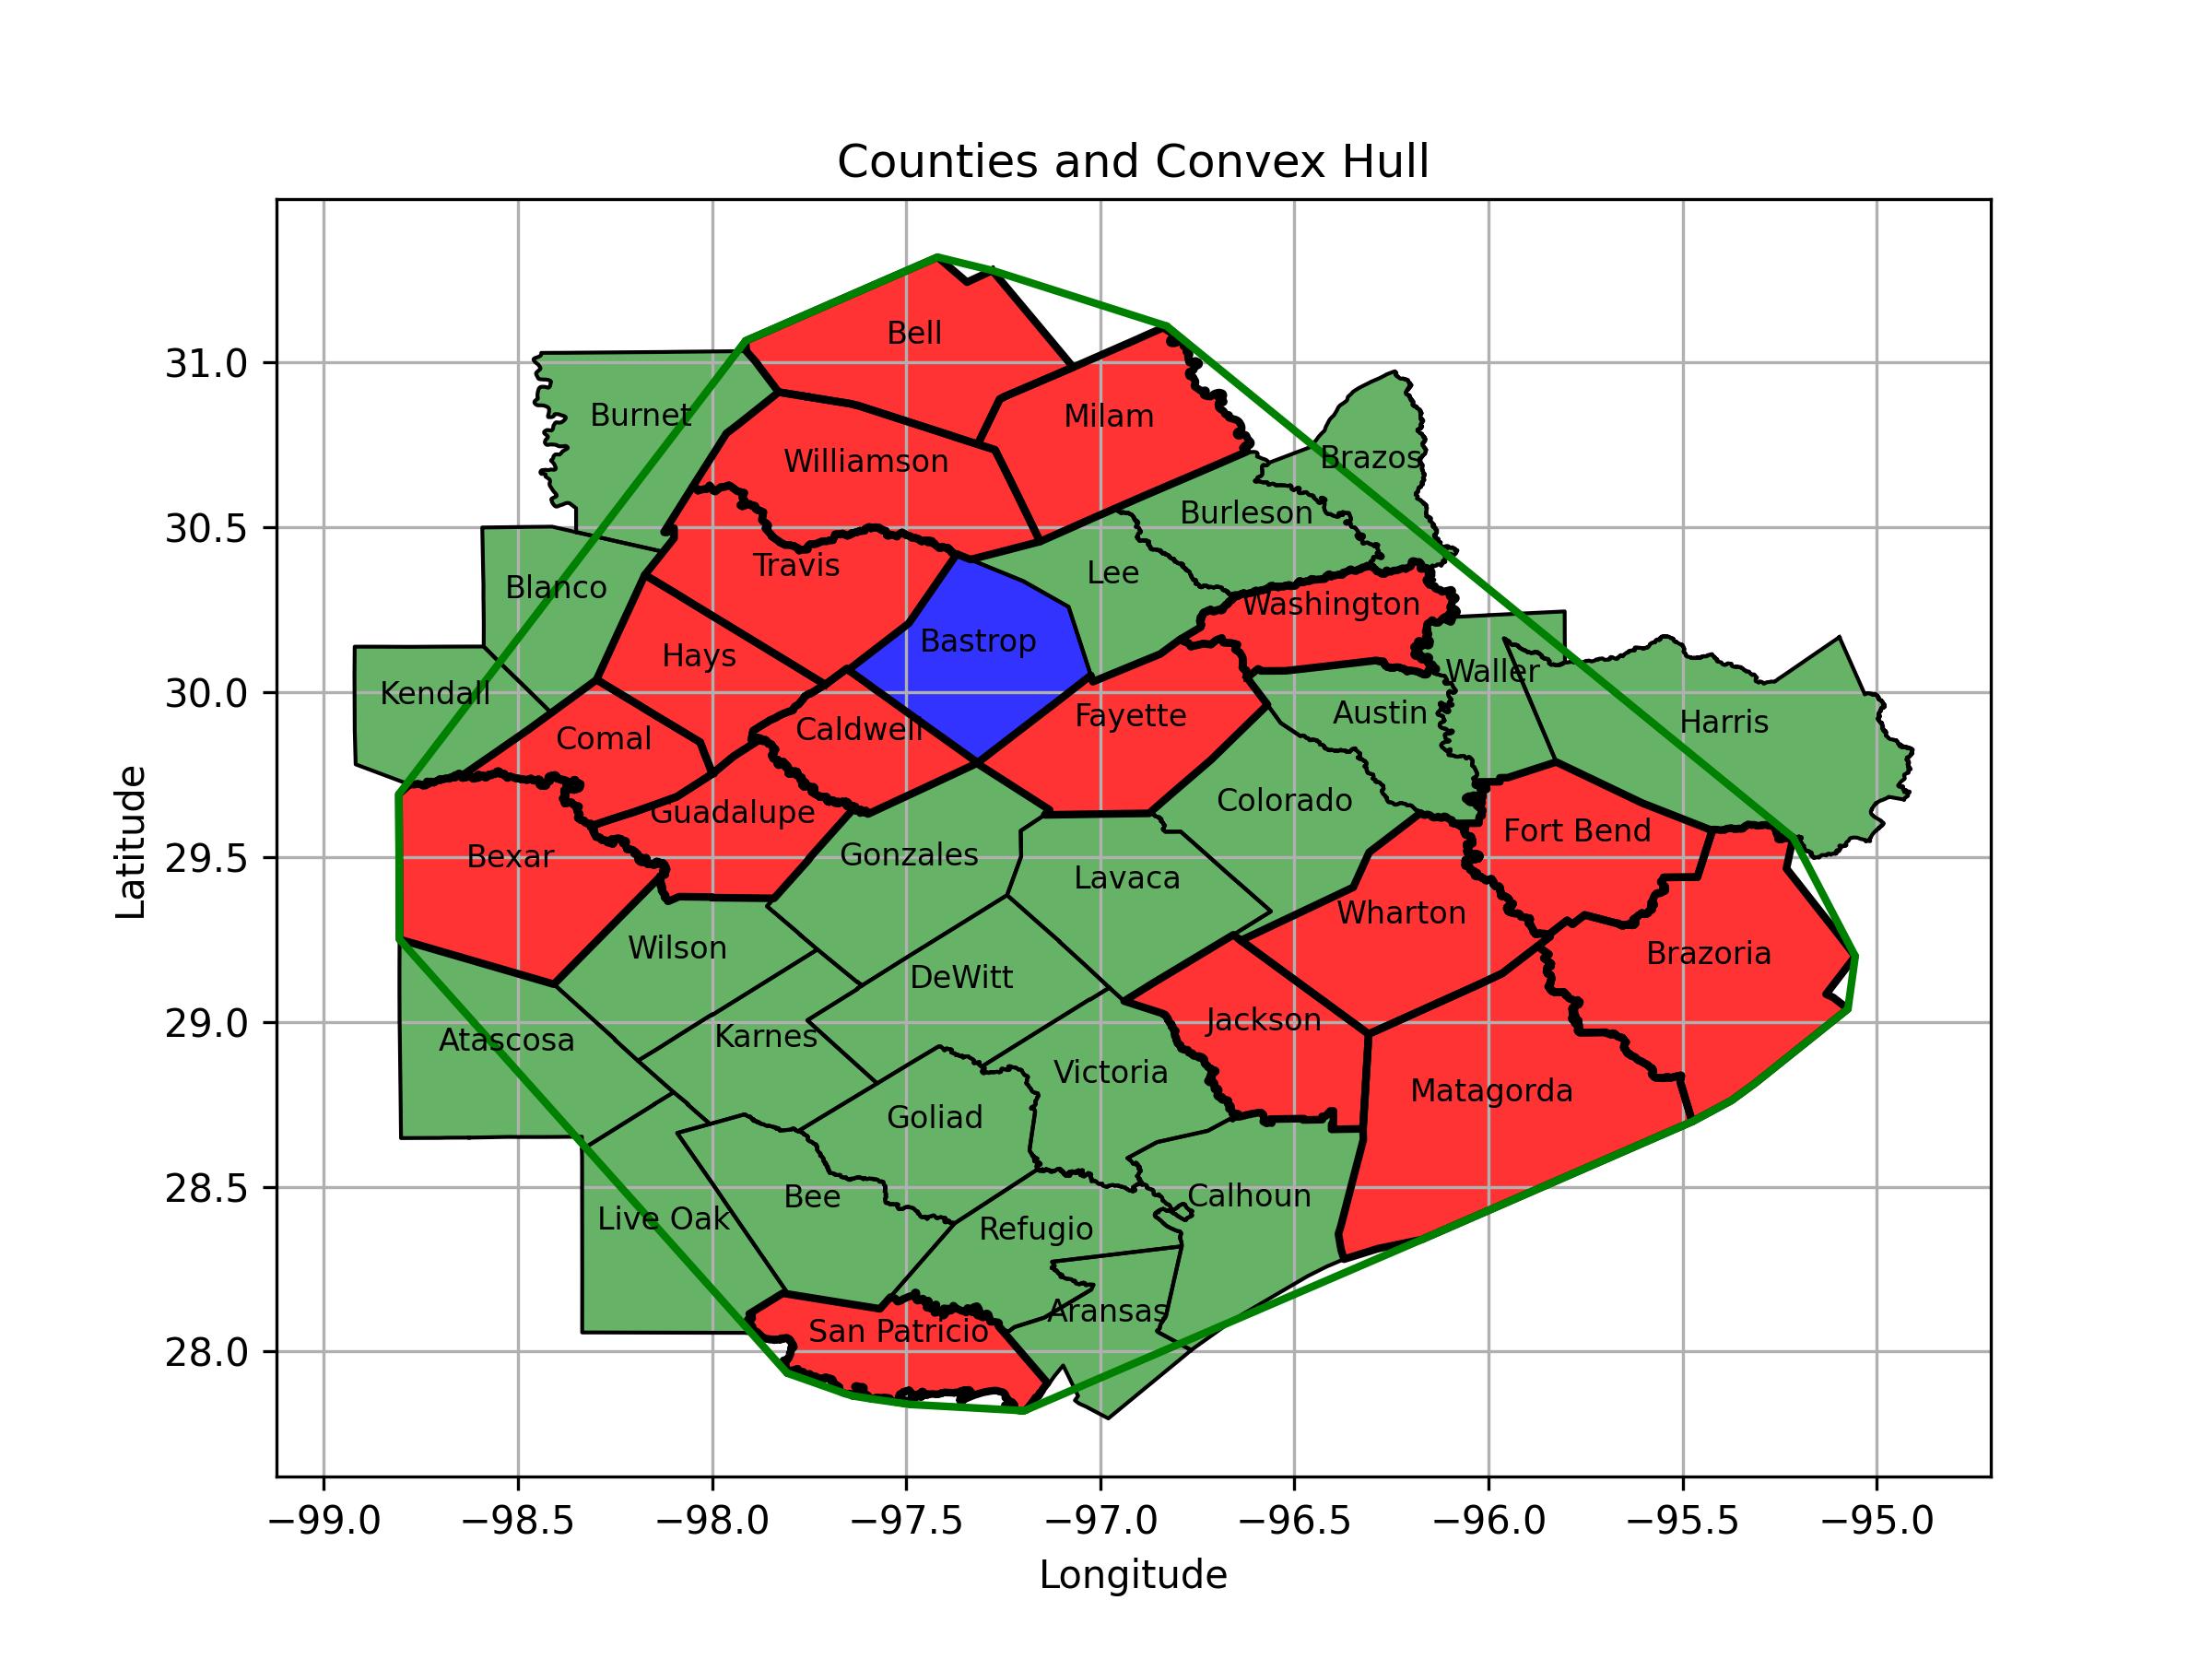 Counties and Convex Hull
Bell
Burnet
Milam
Williamson
Brazos
Burleson
Travis
Lee
Blanco
Washington
Bastrop
Hays
Waller
Kendall
Fayette
Austin
Harris
Comal
Caldwell
Colorado
Guadalupe
Fort Bend
Bexar
Gonzales
Lavaca
Wharton
Wilson
Brazoria
DeWitt
Jackson
Karnes
Atascosa
Victoria
Matagorda
Goliad
Bee
Calhoun
Live Oak
Refugio
Aransas
San Patricio
31.0
30.5
30.0
29.5
29.0
28.5
28.0
Latitude
−99.0 −98.5 −98.0 −97.5 −97.0 −96.5 −96.0 −95.5 −95.0
Longitude